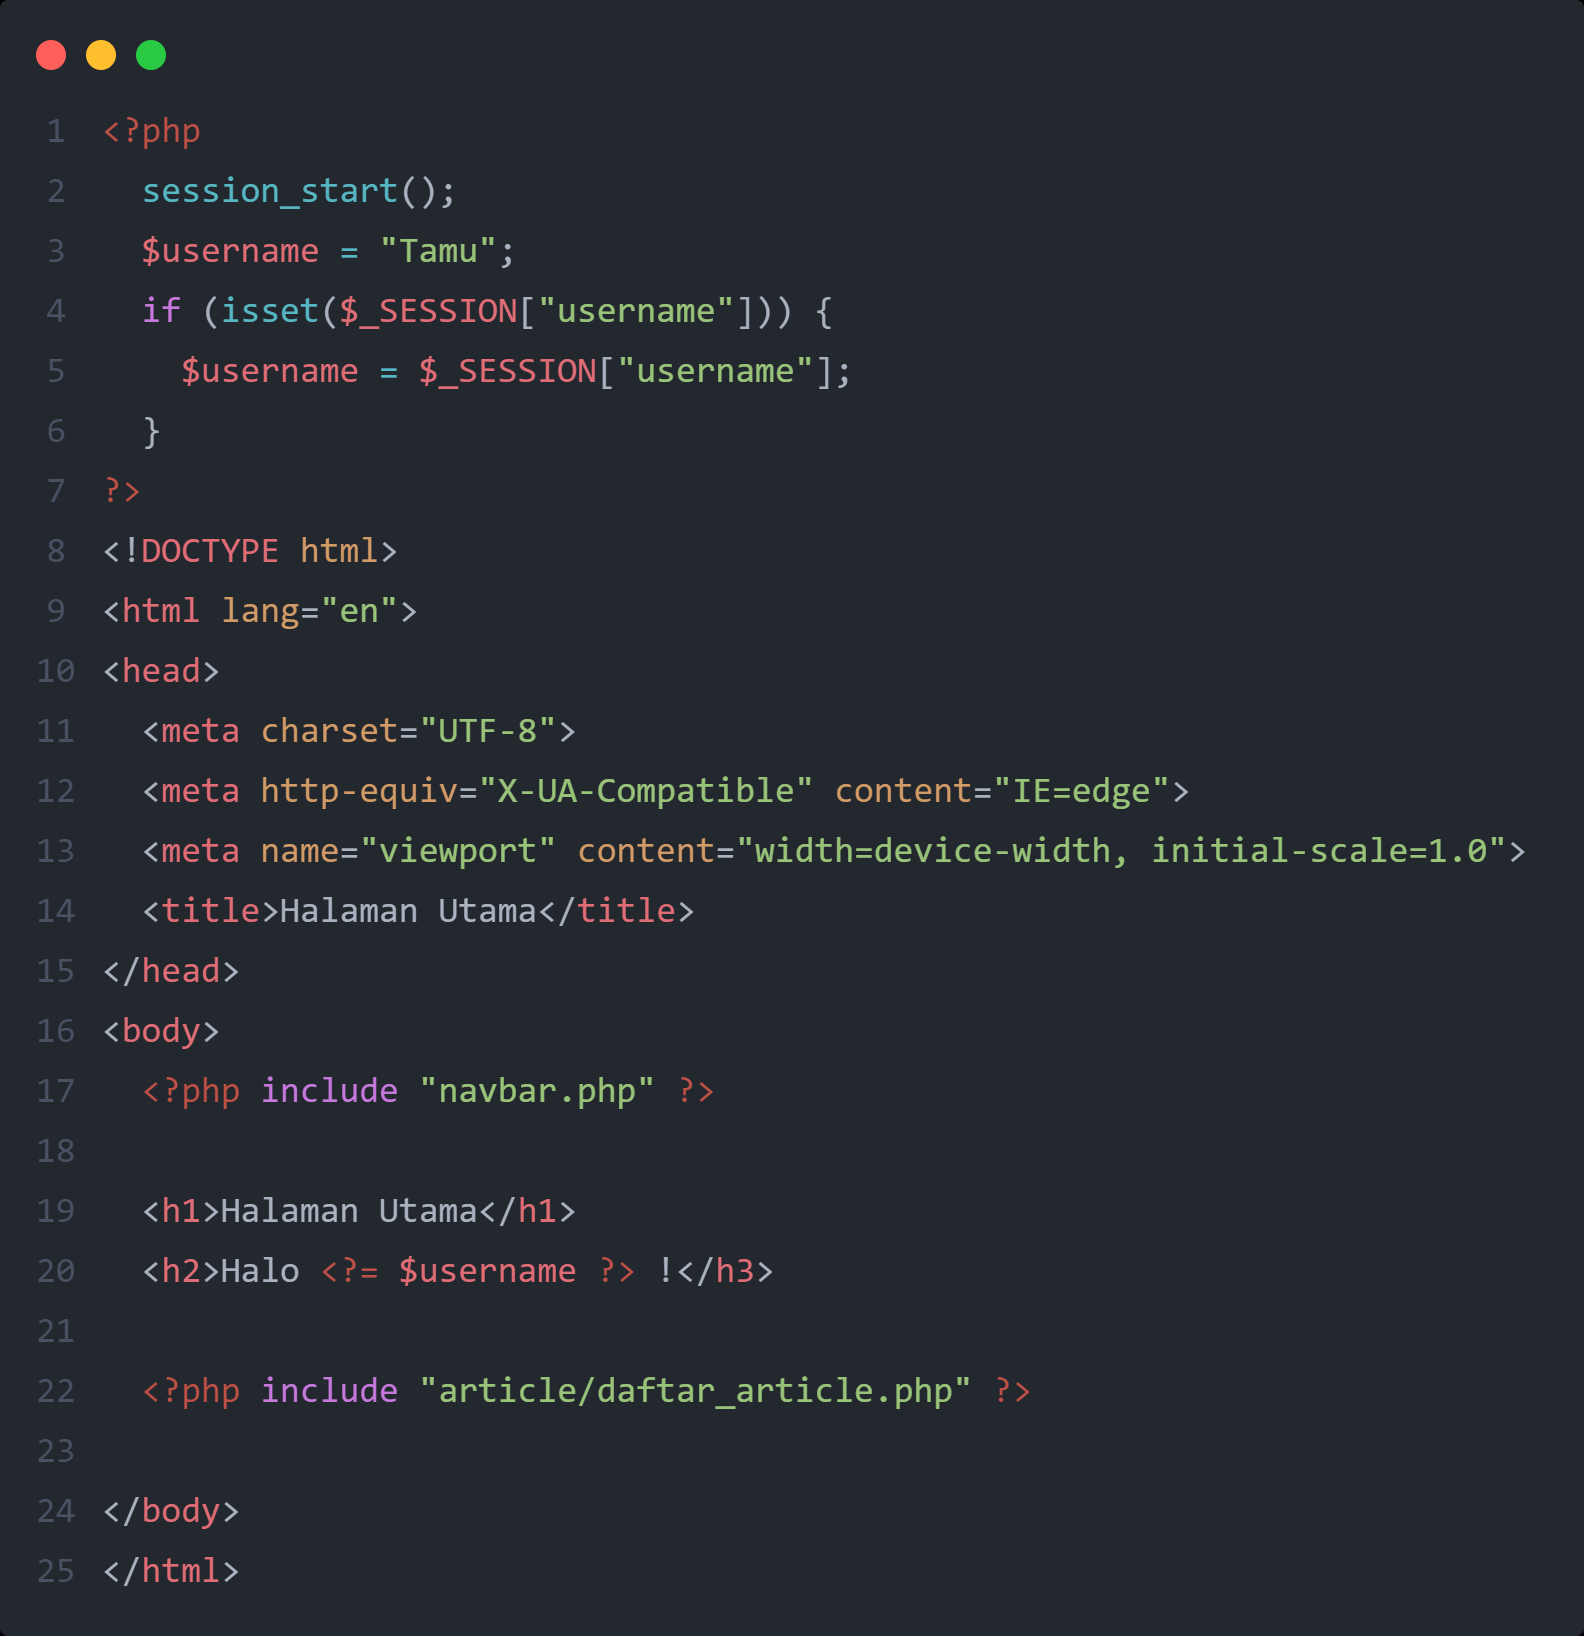 1 <?php
2   session_start();
3   $username = "Tamu";
4   if (isset($_SESSION["username"])) {
5     $username = $_SESSION["username"];
6   }
7 ?>
8 <!DOCTYPE html>
9 <html lang="en">
10 <head>
11   <meta charset="UTF-8">
12   <meta http-equiv="X-UA-Compatible" content="IE=edge">
13   <meta name="viewport" content="width=device-width, initial-scale=1.0">
14   <title>Halaman Utama</title>
15 </head>
16 <body>
17   <?php include "navbar.php" ?>
18
19   <h1>Halaman Utama</h1>
20   <h2>Halo <?= $username ?> !</h3>
21
22   <?php include "article/daftar_article.php" ?>
23
24 </body>
25 </html>